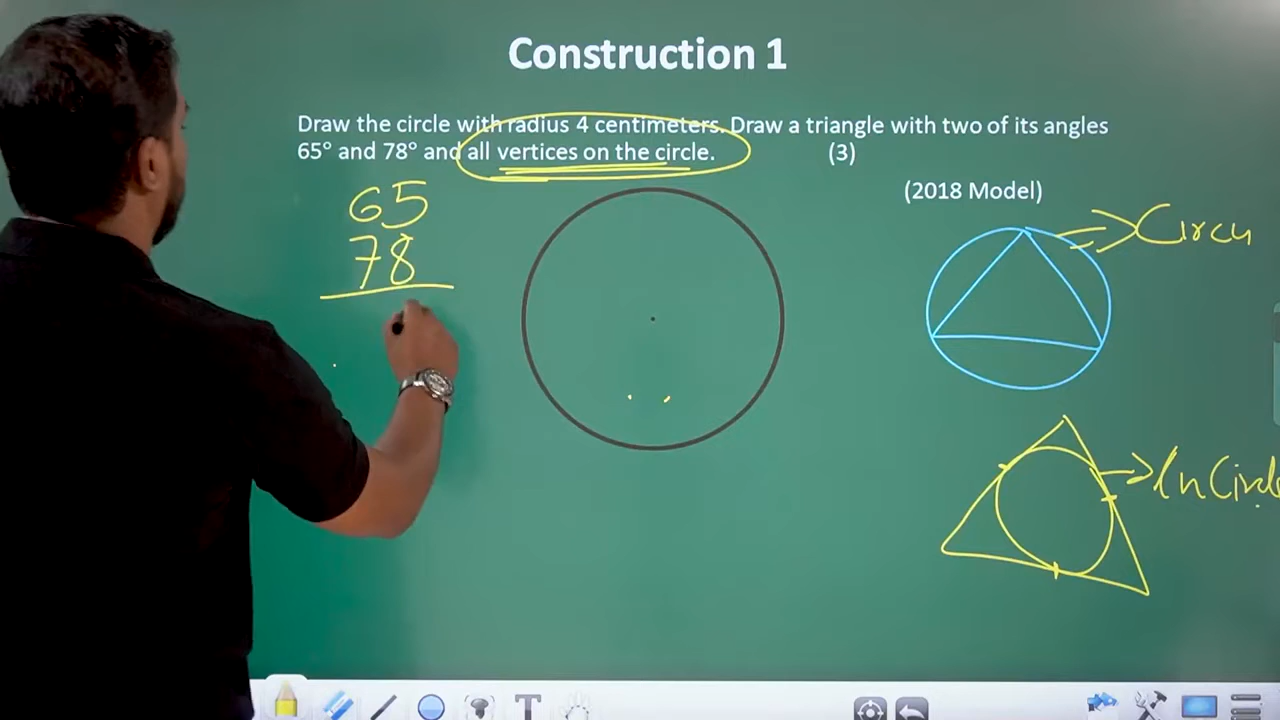 Construction 1
Draw the circle with radius 4 centimeters. Draw a triangle with two of its angles
65° and 78° and all vertices on the circle. (3)
(2018 Model)
65
78
Circu
InCircle
T